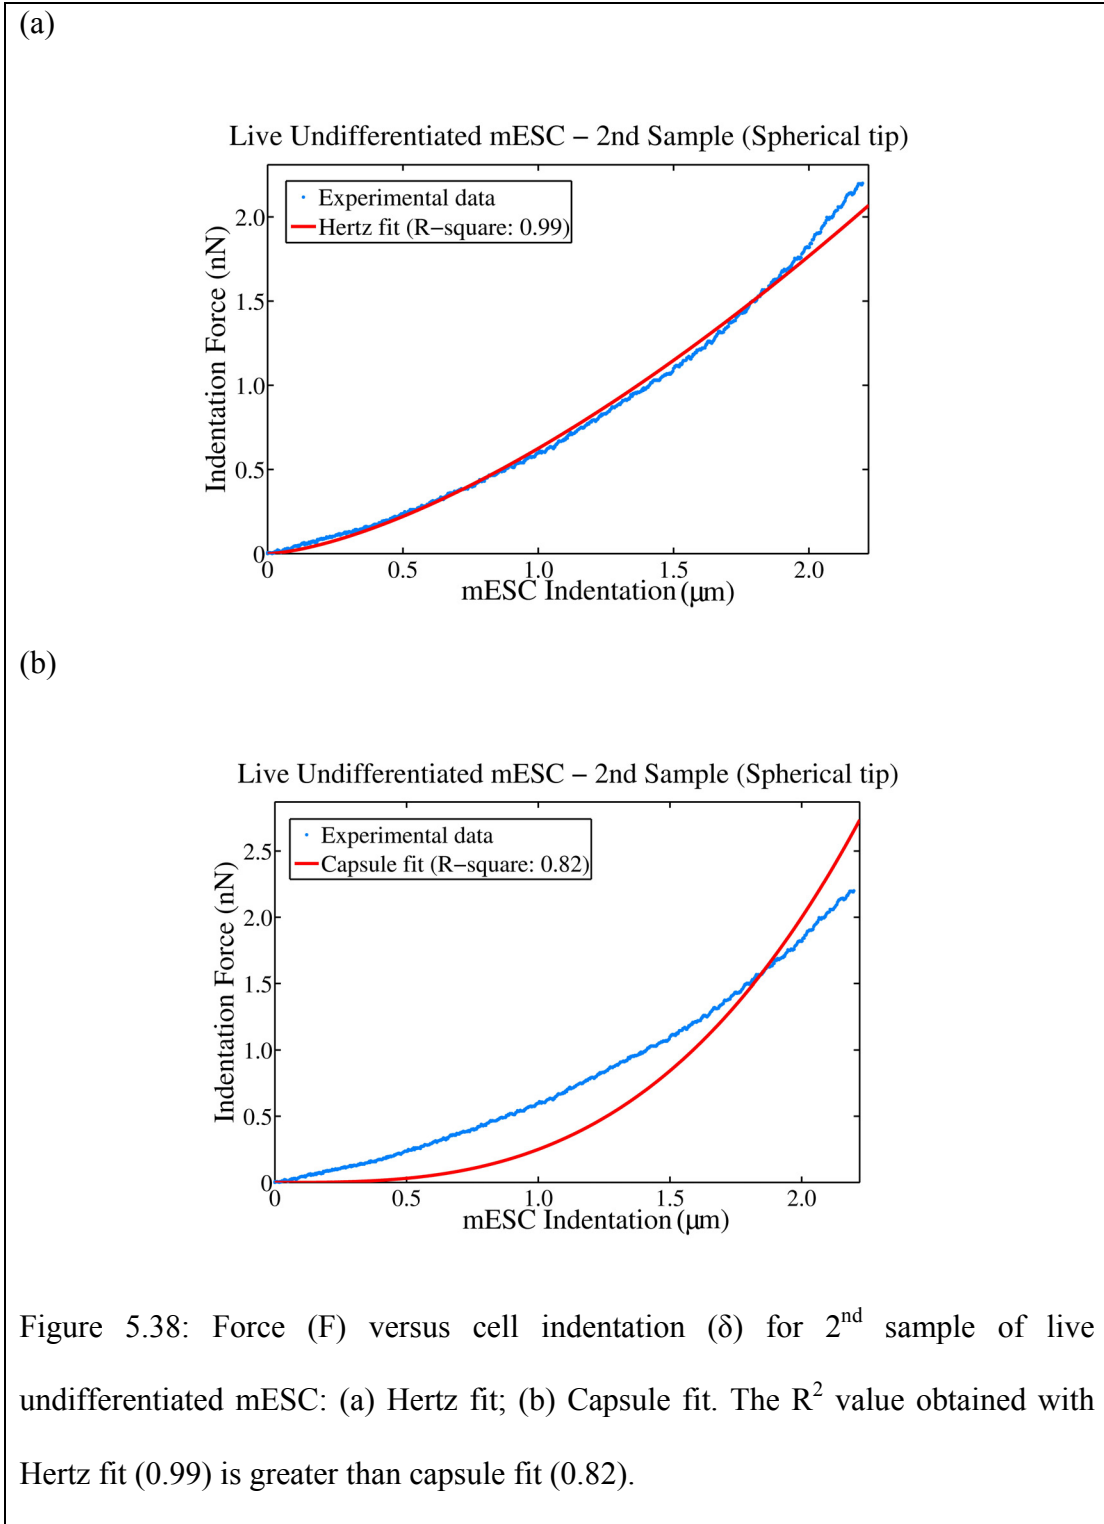 (a)
Live Undifferentiated mESC − 2nd Sample (Spherical tip)
Experimental data
Hertz fit (R−square: 0.99)
Indentation Force (nN)
2.0
1.5
1.0
0.5
0
0 0.5 1.0 1.5 2.0
mESC Indentation (μm)
(b)
Live Undifferentiated mESC − 2nd Sample (Spherical tip)
Experimental data
Capsule fit (R−square: 0.82)
Indentation Force (nN)
2.5
2.0
1.5
1.0
0.5
0
0 0.5 1.0 1.5 2.0
mESC Indentation (μm)
Figure 5.38: Force (F) versus cell indentation (δ) for 2nd sample of live
undifferentiated mESC: (a) Hertz fit; (b) Capsule fit. The R2 value obtained with
Hertz fit (0.99) is greater than capsule fit (0.82).